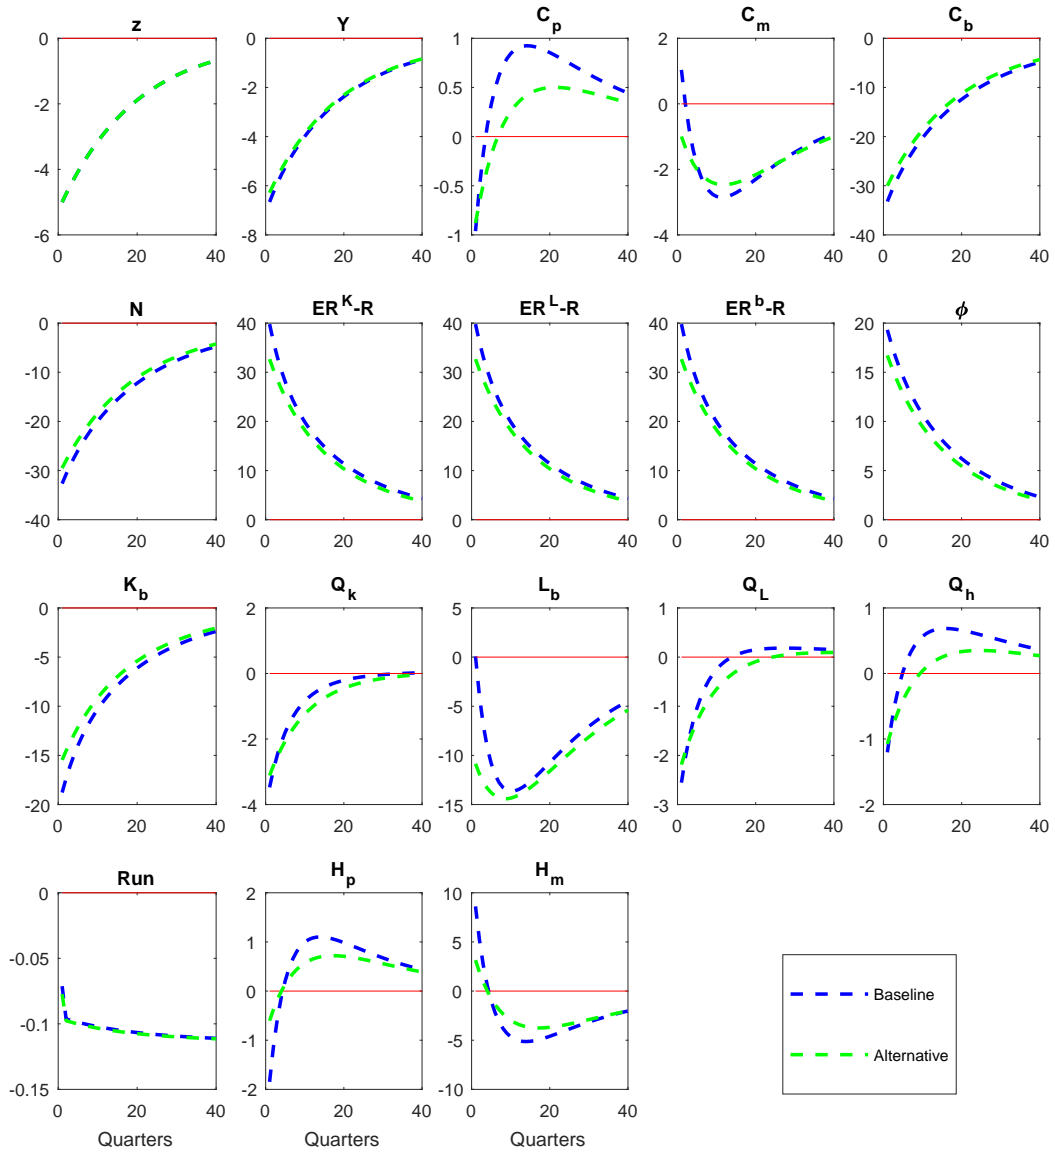 z Y C_p C_m C_b
0 0 1 2 0
-2 -2 0.5 0 -10
-4 -4 0 -20
-6 -0.5 -2 -30
-6 -8 -1 -4 -40
0 20 40 0 20 40 0 20 40 0 20 40 0 20 40
N ER^K-R ER^L-R ER^b-R ϕ
0 40 40 40 20
-10 30 30 30 15
-20 20 20 20 10
-30 10 10 10 5
-40 0 0 0 0
0 20 40 0 20 40 0 20 40 0 20 40 0 20 40
K_b Q_k L_b Q_L Q_h
0 2 5 1 1
-5 0 0 0 0
-10 -5 -1
-15 -2 -10 -2 -1
-20 -4 -15 -3 -2
0 20 40 0 20 40 0 20 40 0 20 40 0 20 40
Run H_p H_m
0 2 10
-0.05 1 5
0 0
-0.1 -1 -5
-0.15 -2 -10
0 20 40 0 20 40 0 20 40
Quarters Quarters Quarters
Baseline
Alternative